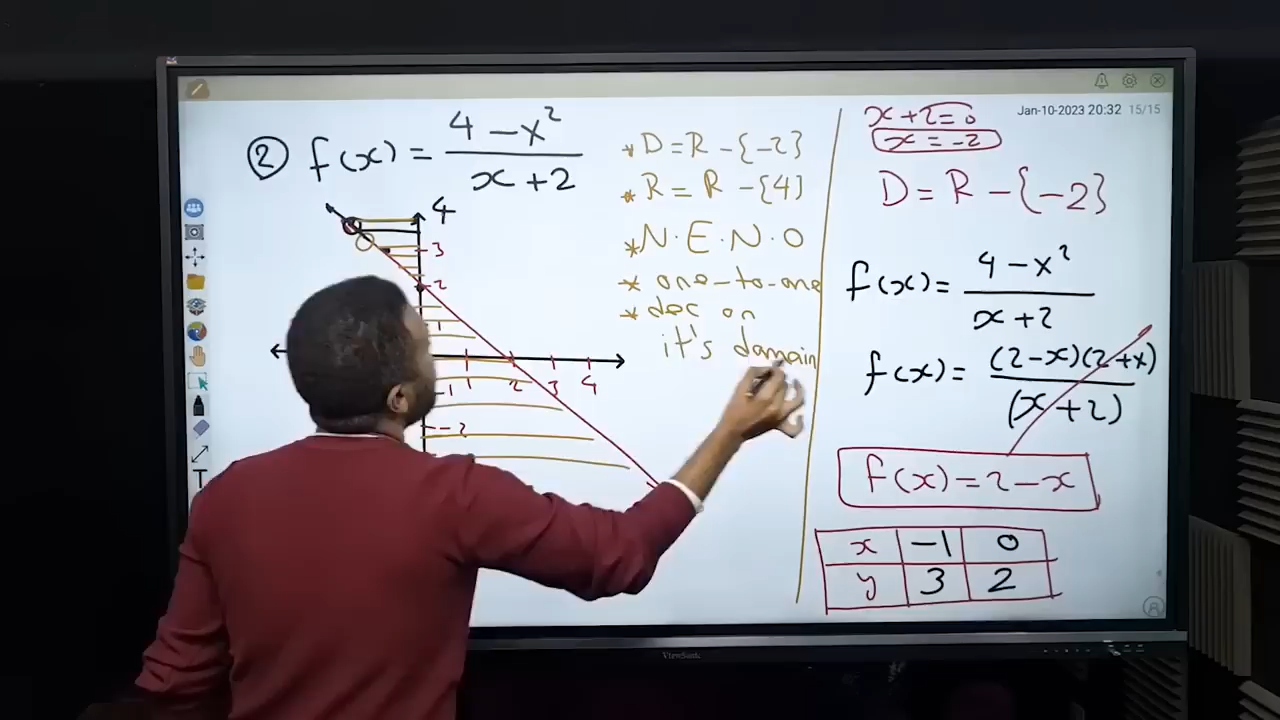 Jan-10-2023 20:32 15/15
② f(x) = (4 - x²)/(x + 2)
* D = R - {-2}
* R = R - {4}
* N.E.N.O
* one-to-one
* dec on
it's domain
4
3
2
1
-1
-2
1 2 3 4
x + 2 = 0
x = -2
D = R - {-2}
f(x) = (4 - x²)/(x + 2)
f(x) = (2-x)(2+x)/(x+2)
f(x) = 2 - x
x -1 0
y 3 2
T
ViewSonic